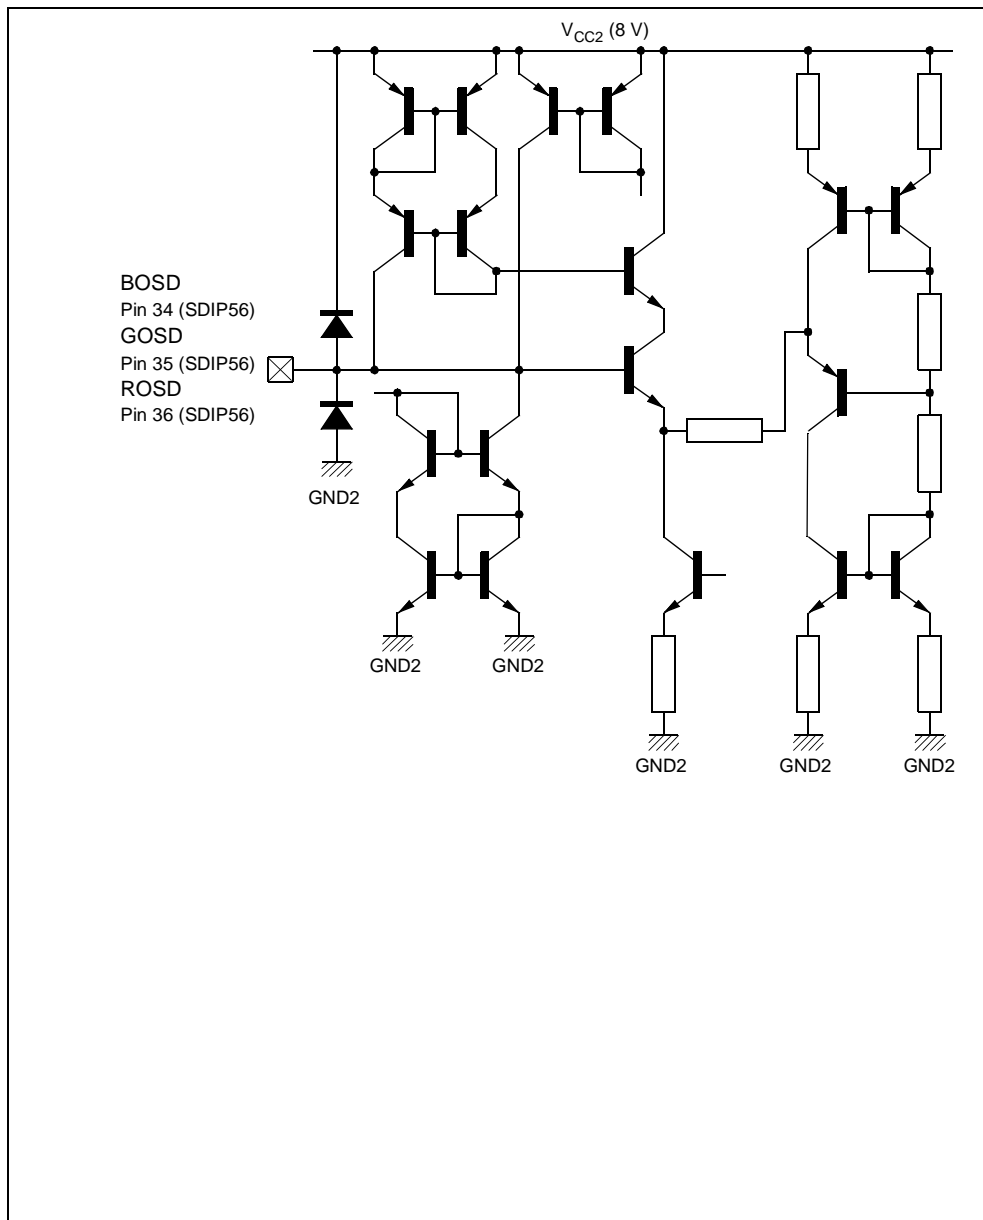 V_CC2 (8 V)
BOSD
Pin 34 (SDIP56)
GOSD
Pin 35 (SDIP56)
ROSD
Pin 36 (SDIP56)
GND2
GND2
GND2
GND2
GND2
GND2